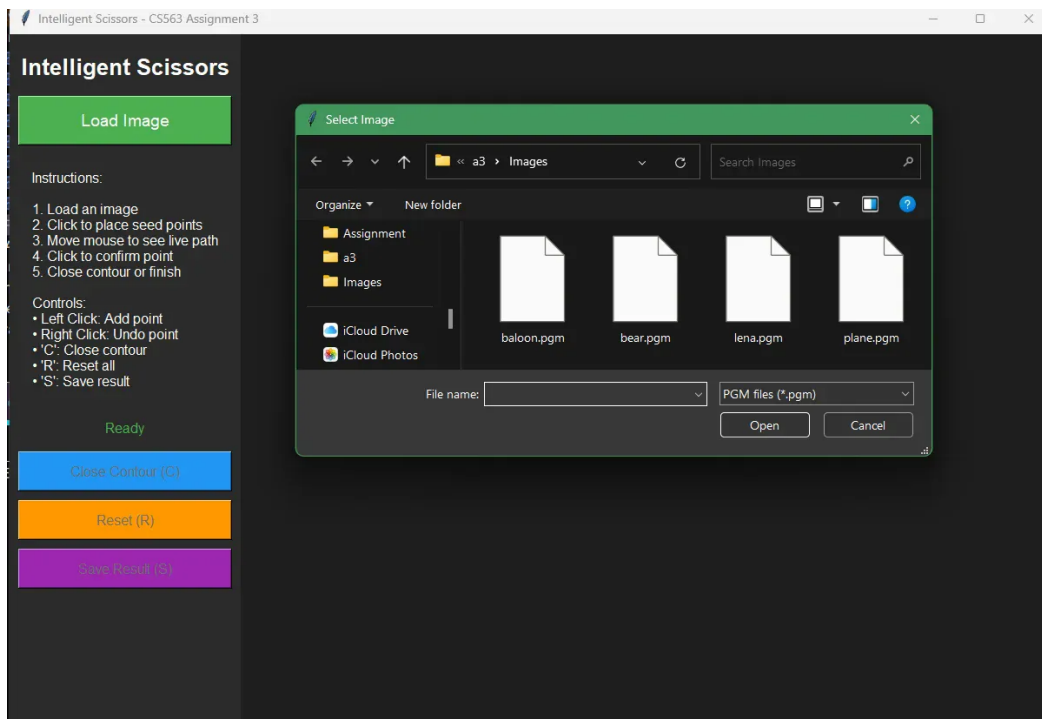 Intelligent Scissors - CS563 Assignment 3
Intelligent Scissors
Load Image
Instructions:
1. Load an image
2. Click to place seed points
3. Move mouse to see live path
4. Click to confirm point
5. Close contour or finish
Controls:
• Left Click: Add point
• Right Click: Undo point
• 'C': Close contour
• 'R': Reset all
• 'S': Save result
Ready
Close Contour (C)
Reset (R)
Save Result (S)
Select Image
« a3 › Images
Search Images
Organize
New folder
Assignment
a3
Images
iCloud Drive
iCloud Photos
baloon.pgm
bear.pgm
lena.pgm
plane.pgm
File name:
PGM files (*.pgm)
Open
Cancel